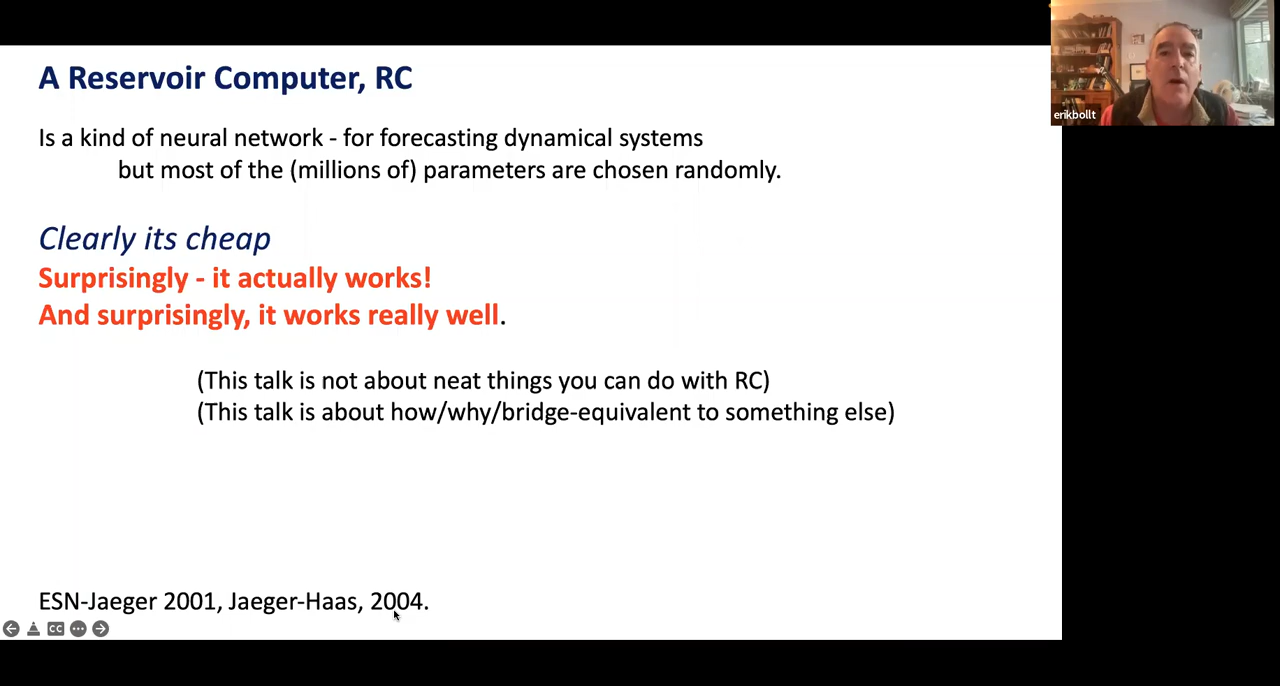 A Reservoir Computer, RC
Is a kind of neural network - for forecasting dynamical systems
but most of the (millions of) parameters are chosen randomly.
Clearly its cheap
Surprisingly - it actually works!
And surprisingly, it works really well.
(This talk is not about neat things you can do with RC)
(This talk is about how/why/bridge-equivalent to something else)
ESN-Jaeger 2001, Jaeger-Haas, 2004.
CC
erikbollt